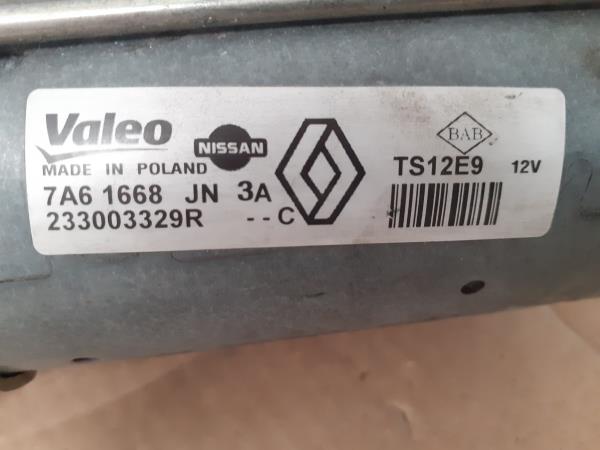 Valeo
NISSAN
BAB
MADE IN POLAND
TS12E9 12V
7A6 1668 JN 3A
233003329R --C